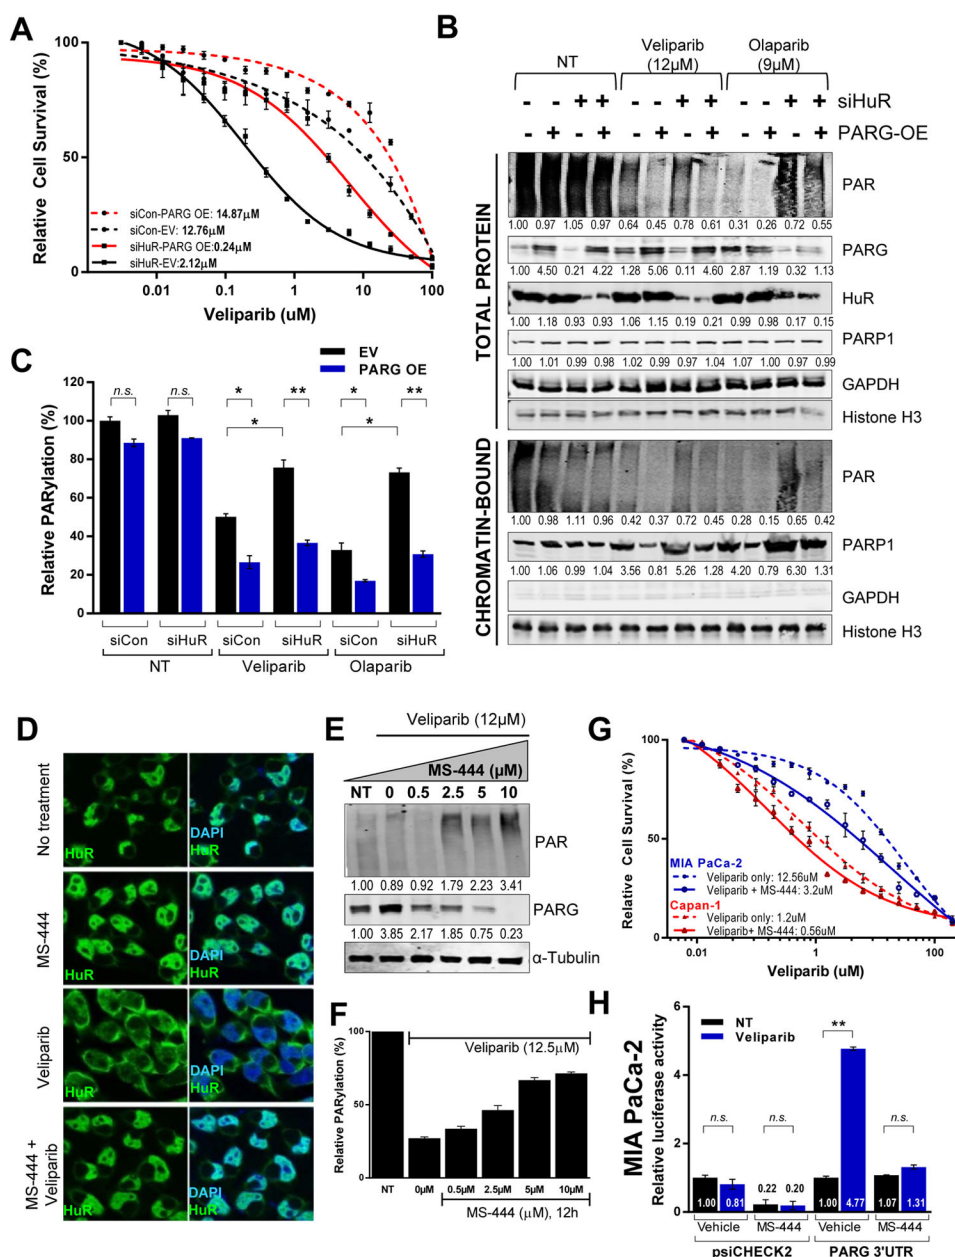 A
Relative Cell Survival (%)
100
50
0
siCon-PARG OE: 14.87µM
siCon-EV: 12.76µM
siHuR-PARG OE:0.24µM
siHuR-EV:2.12µM
0.01 0.1 1 10 100
Veliparib (uM)
B
NT
Veliparib
(12µM)
Olaparib
(9µM)
- - + + - - + + - - + + siHuR
- + - + - + - + - + - + PARG-OE
TOTAL PROTEIN
PAR
1.00 0.97 1.05 0.97 0.64 0.45 0.78 0.61 0.31 0.26 0.72 0.55
PARG
1.00 4.50 0.21 4.22 1.28 5.06 0.11 4.60 2.87 1.19 0.32 1.13
HuR
1.00 1.18 0.93 0.93 1.06 1.15 0.19 0.21 0.99 0.98 0.17 0.15
PARP1
1.00 1.01 0.99 0.98 1.02 0.99 0.97 1.04 1.07 1.00 0.97 0.99
GAPDH
Histone H3
CHROMATIN-BOUND
PAR
1.00 0.98 1.11 0.96 0.42 0.37 0.72 0.45 0.28 0.15 0.65 0.42
PARP1
1.00 1.06 0.99 1.04 3.56 0.81 5.26 1.28 4.20 0.79 6.30 1.31
GAPDH
Histone H3
C
EV
PARG OE
Relative PARylation (%)
120
100
80
60
40
20
0
n.s. n.s. * ** * **
* *
siCon siHuR siCon siHuR siCon siHuR
NT Veliparib Olaparib
D
No treatment
HuR
DAPI
HuR
MS-444
HuR
DAPI
HuR
Veliparib
HuR
DAPI
HuR
MS-444 +
Veliparib
HuR
DAPI
HuR
E
Veliparib (12µM)
MS-444 (µM)
NT 0 0.5 2.5 5 10
PAR
1.00 0.89 0.92 1.79 2.23 3.41
PARG
1.00 3.85 2.17 1.85 0.75 0.23
α-Tubulin
F
Relative PARylation (%)
100
50
0
Veliparib (12.5µM)
NT 0µM 0.5µM 2.5µM 5µM 10µM
MS-444 (µM), 12h
G
Relative Cell Survival (%)
100
50
0
MIA PaCa-2
Veliparib only: 12.56uM
Veliparib + MS-444: 3.2uM
Capan-1
Veliparib only: 1.2uM
Veliparib+ MS-444: 0.56uM
0.01 1 100
Veliparib (uM)
H
MIA PaCa-2
Relative luciferase activity
6
4
2
0
NT
Veliparib
n.s. n.s. ** n.s.
1.00 0.81 0.22 0.20 1.00 4.77 1.07 1.31
Vehicle MS-444 Vehicle MS-444
psiCHECK2 PARG 3'UTR